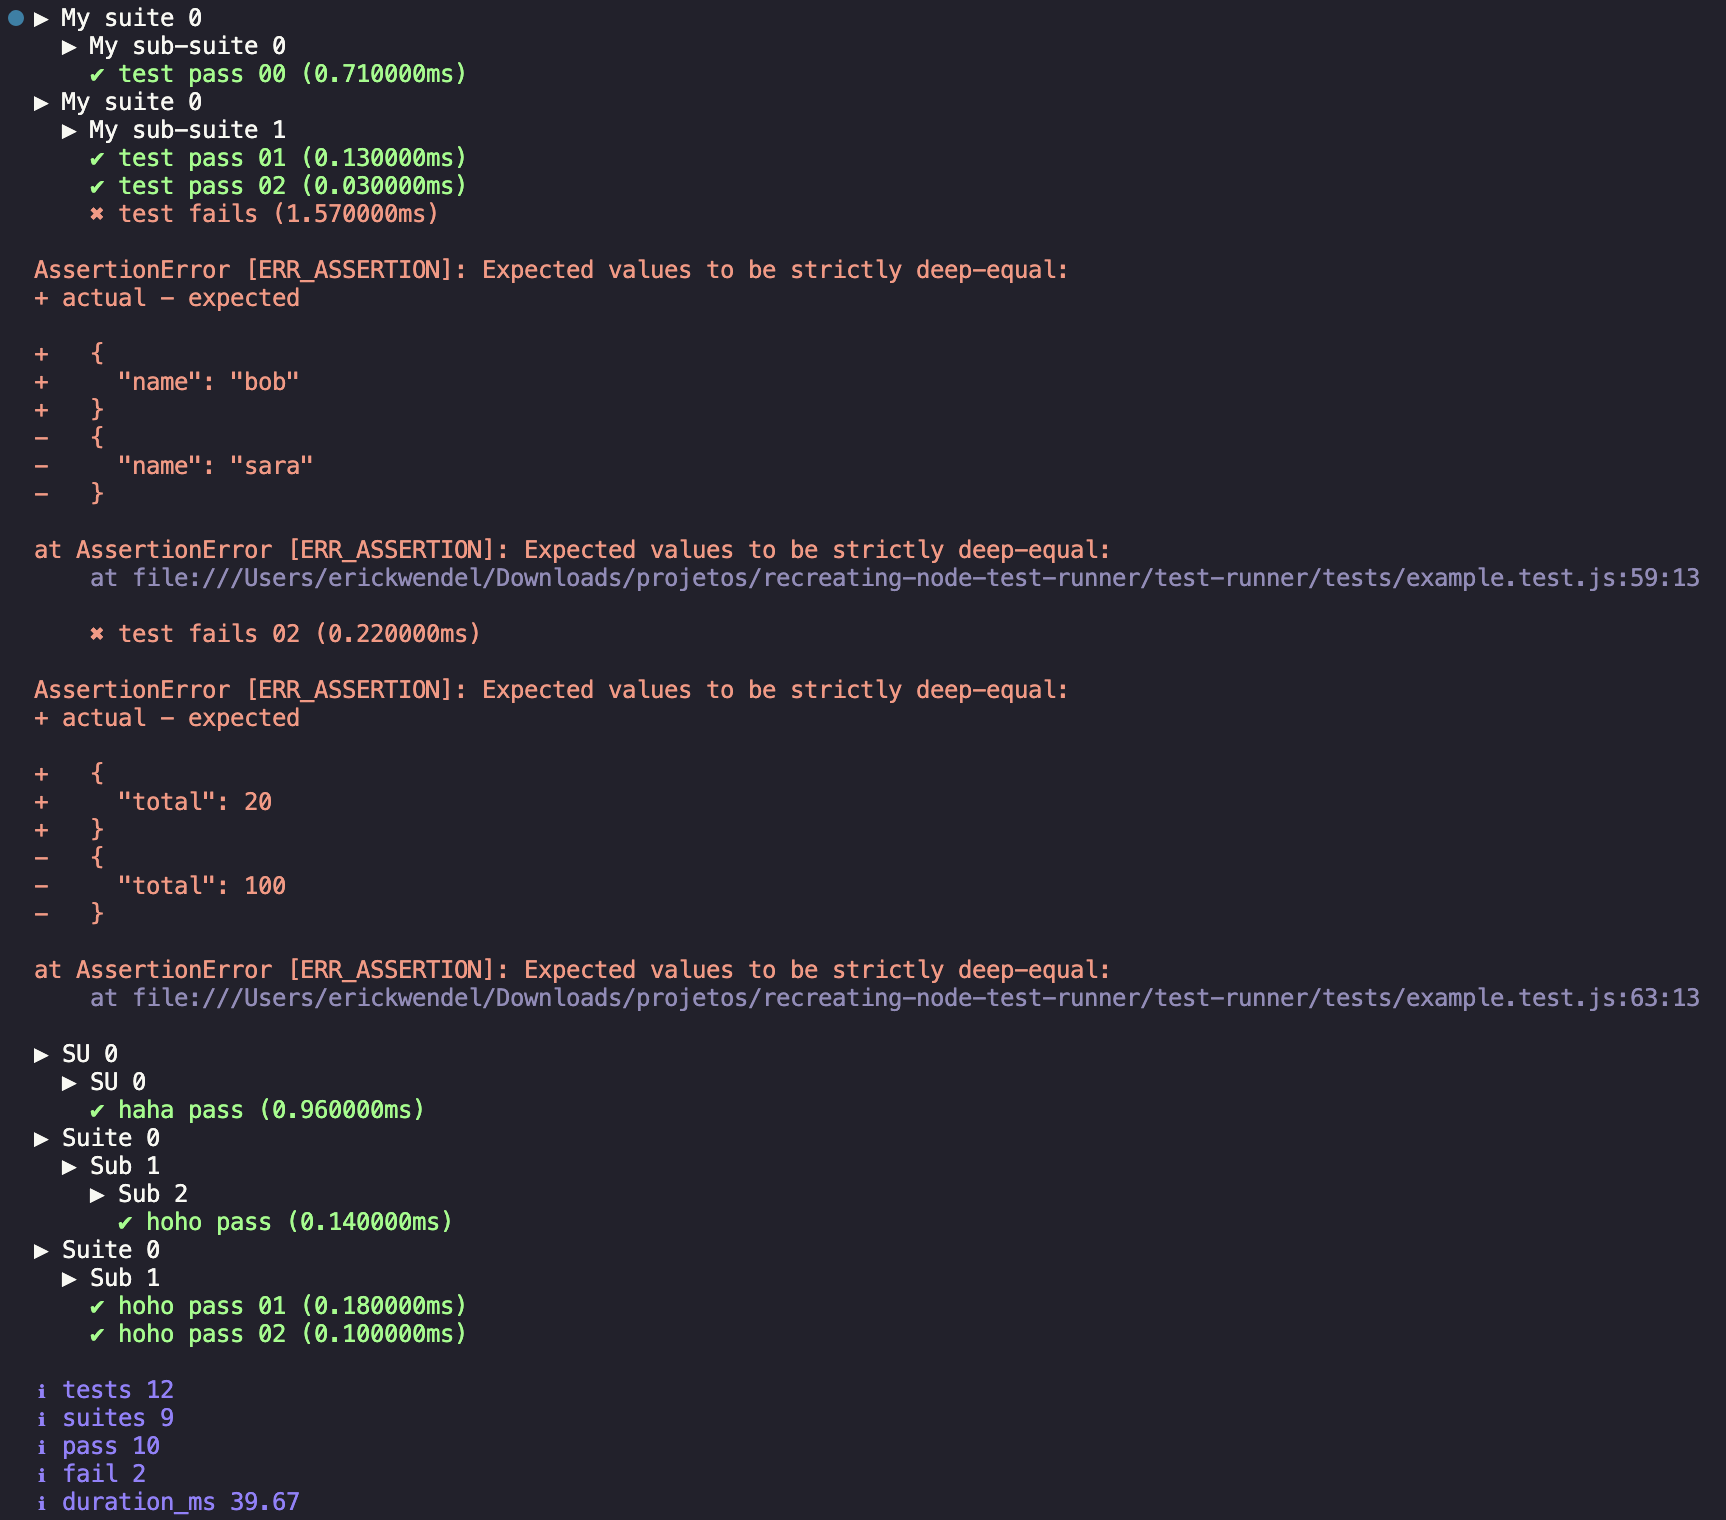 ▶ My suite 0
  ▶ My sub-suite 0
    ✔ test pass 00 (0.710000ms)
▶ My suite 0
  ▶ My sub-suite 1
    ✔ test pass 01 (0.130000ms)
    ✔ test pass 02 (0.030000ms)
    ✖ test fails (1.570000ms)

AssertionError [ERR_ASSERTION]: Expected values to be strictly deep-equal:
+ actual - expected

+   {
+     "name": "bob"
+   }
-   {
-     "name": "sara"
-   }

at AssertionError [ERR_ASSERTION]: Expected values to be strictly deep-equal:
    at file:///Users/erickwendel/Downloads/projetos/recreating-node-test-runner/test-runner/tests/example.test.js:59:13

    ✖ test fails 02 (0.220000ms)

AssertionError [ERR_ASSERTION]: Expected values to be strictly deep-equal:
+ actual - expected

+   {
+     "total": 20
+   }
-   {
-     "total": 100
-   }

at AssertionError [ERR_ASSERTION]: Expected values to be strictly deep-equal:
    at file:///Users/erickwendel/Downloads/projetos/recreating-node-test-runner/test-runner/tests/example.test.js:63:13

▶ SU 0
  ▶ SU 0
    ✔ haha pass (0.960000ms)
▶ Suite 0
  ▶ Sub 1
    ▶ Sub 2
      ✔ hoho pass (0.140000ms)
▶ Suite 0
  ▶ Sub 1
    ✔ hoho pass 01 (0.180000ms)
    ✔ hoho pass 02 (0.100000ms)

ℹ tests 12
ℹ suites 9
ℹ pass 10
ℹ fail 2
ℹ duration_ms 39.67